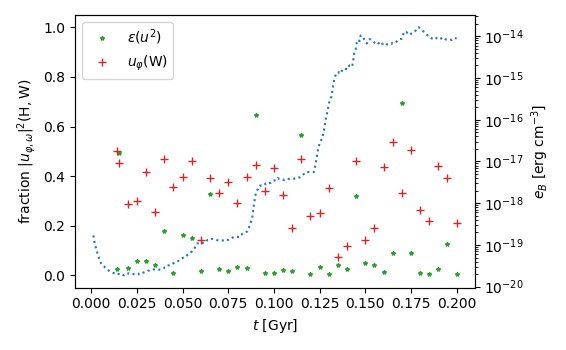 ε(u²)
u_φ(W)
fraction |u_{φ,ω}|²(H, W)
1.0
0.8
0.6
0.4
0.2
0.0
10⁻¹⁴
10⁻¹⁵
10⁻¹⁶
10⁻¹⁷
10⁻¹⁸
10⁻¹⁹
10⁻²⁰
e_B [erg cm⁻³]
0.000 0.025 0.050 0.075 0.100 0.125 0.150 0.175 0.200
t [Gyr]